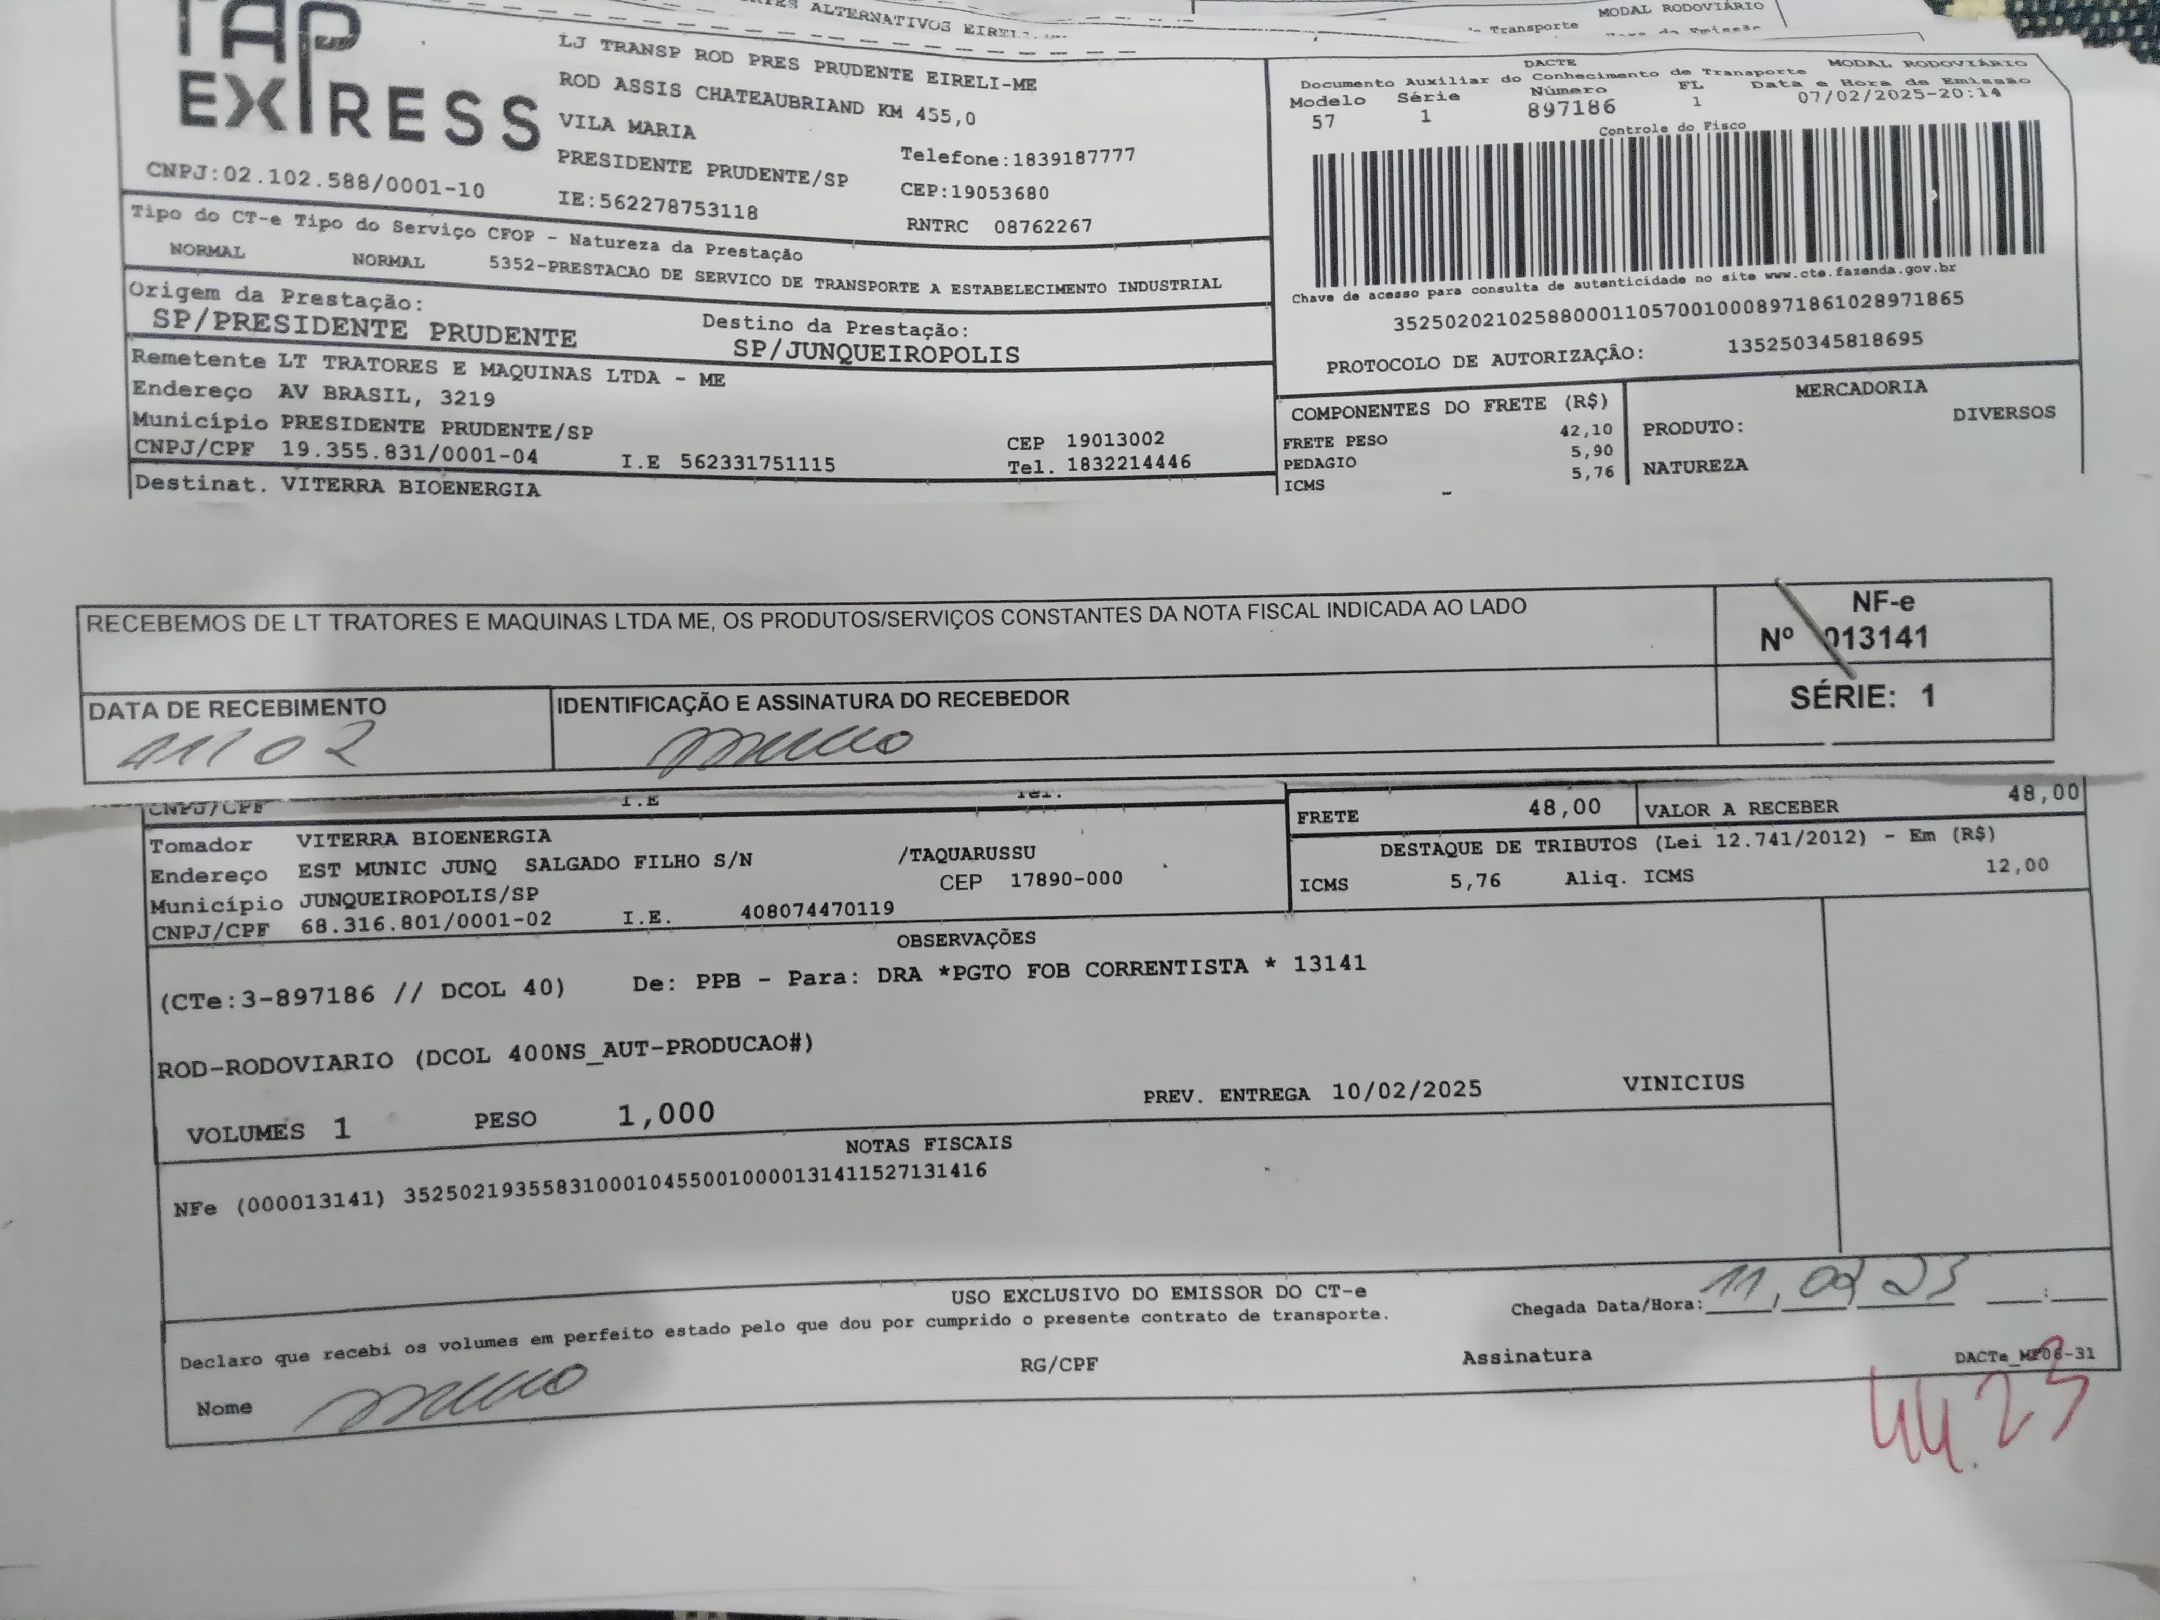 RTES ALTERNATIVOS EIRELI-ME
MODAL RODOVIÁRIO
Transporte
TAP
EXPRESS
LJ TRANSP ROD PRES PRUDENTE EIRELI-ME
ROD ASSIS CHATEAUBRIAND KM 455,0
VILA MARIA
PRESIDENTE PRUDENTE/SP
Telefone:1839187777
CEP:19053680
CNPJ:02.102.588/0001-10
IE:562278753118
RNTRC 08762267
DACTE
MODAL RODOVIÁRIO
Documento Auxiliar do Conhecimento de Transporte
Modelo Série Número FL Data e Hora de Emissão
57 1 897186 1 07/02/2025-20:14
Controle do Fisco
Chave de acesso para consulta de autenticidade no site www.cte.fazenda.gov.br
35250202102588000110570010008971861028971865
PROTOCOLO DE AUTORIZAÇÃO: 135250345818695
Tipo do CT-e Tipo do Serviço CFOP - Natureza da Prestação
NORMAL NORMAL 5352-PRESTACAO DE SERVICO DE TRANSPORTE A ESTABELECIMENTO INDUSTRIAL
Origem da Prestação:
SP/PRESIDENTE PRUDENTE
Destino da Prestação:
SP/JUNQUEIROPOLIS
Remetente LT TRATORES E MAQUINAS LTDA - ME
Endereço AV BRASIL, 3219
Município PRESIDENTE PRUDENTE/SP
CEP 19013002
CNPJ/CPF 19.355.831/0001-04 I.E 562331751115 Tel. 1832214446
Destinat. VITERRA BIOENERGIA
COMPONENTES DO FRETE (R$)
FRETE PESO 42,10
PEDAGIO 5,90
ICMS 5,76
MERCADORIA
PRODUTO: DIVERSOS
NATUREZA
RECEBEMOS DE LT TRATORES E MAQUINAS LTDA ME, OS PRODUTOS/SERVIÇOS CONSTANTES DA NOTA FISCAL INDICADA AO LADO
NF-e
Nº 013141
SÉRIE: 1
DATA DE RECEBIMENTO
11/02
IDENTIFICAÇÃO E ASSINATURA DO RECEBEDOR
CNPJ/CPF I.E Tel.
FRETE 48,00 VALOR A RECEBER 48,00
Tomador VITERRA BIOENERGIA
Endereço EST MUNIC JUNQ SALGADO FILHO S/N /TAQUARUSSU
Município JUNQUEIROPOLIS/SP CEP 17890-000
CNPJ/CPF 68.316.801/0001-02 I.E. 408074470119
DESTAQUE DE TRIBUTOS (Lei 12.741/2012) - Em (R$)
ICMS 5,76 Aliq. ICMS 12,00
OBSERVAÇÕES
(CTe:3-897186 // DCOL 40) De: PPB - Para: DRA *PGTO FOB CORRENTISTA * 13141
ROD-RODOVIARIO (DCOL 400NS_AUT-PRODUCAO#)
VOLUMES 1 PESO 1,000 PREV. ENTREGA 10/02/2025 VINICIUS
NOTAS FISCAIS
NFe (000013141) 35250219355831000104550010000131411527131416
USO EXCLUSIVO DO EMISSOR DO CT-e
Declaro que recebi os volumes em perfeito estado pelo que dou por cumprido o presente contrato de transporte.
Chegada Data/Hora: 11,02 25
Nome
RG/CPF
Assinatura
44.23